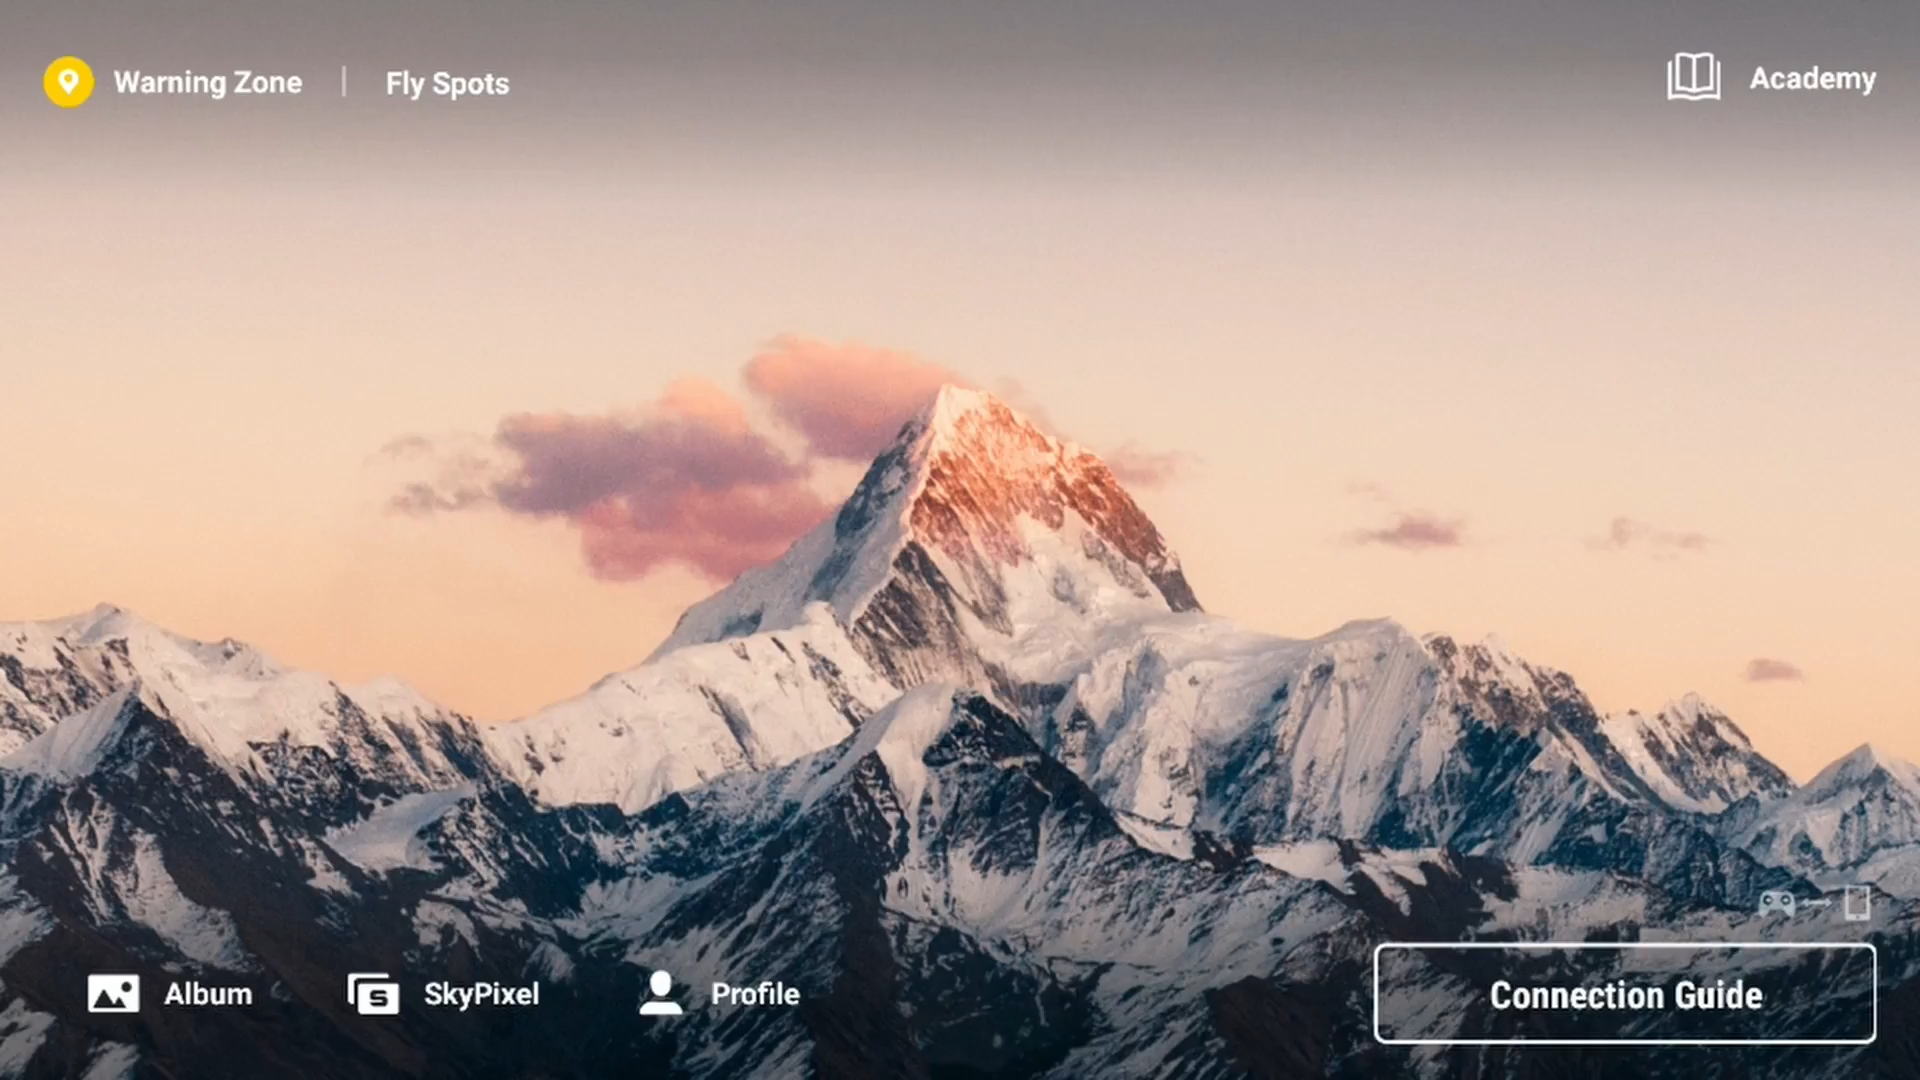 Warning Zone
Fly Spots
Academy
Album
SkyPixel
Profile
Connection Guide